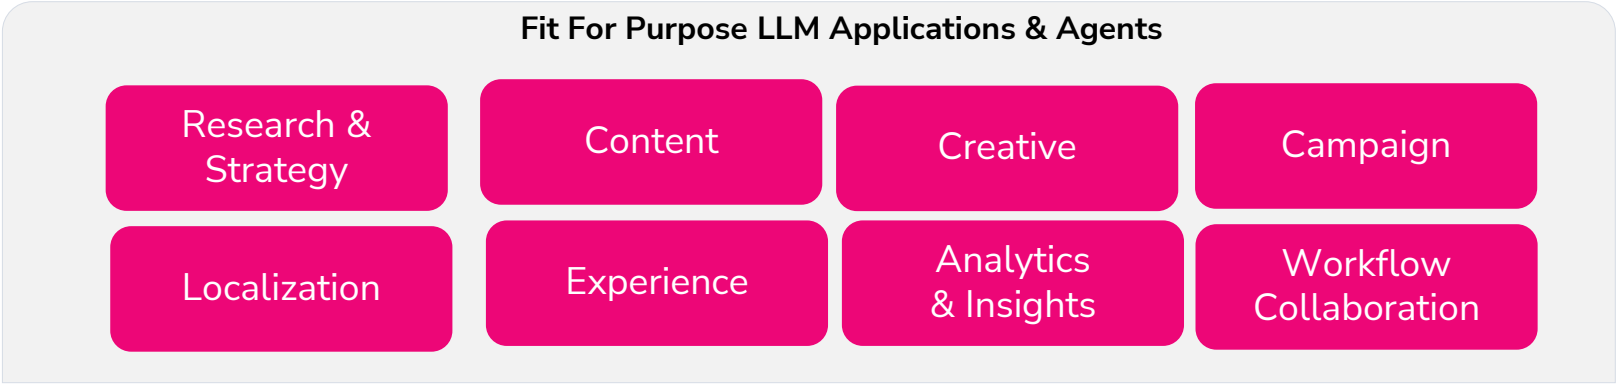 Fit For Purpose LLM Applications & Agents
Research &
Strategy
Content
Creative
Campaign
Localization
Experience
Analytics
& Insights
Workflow
Collaboration